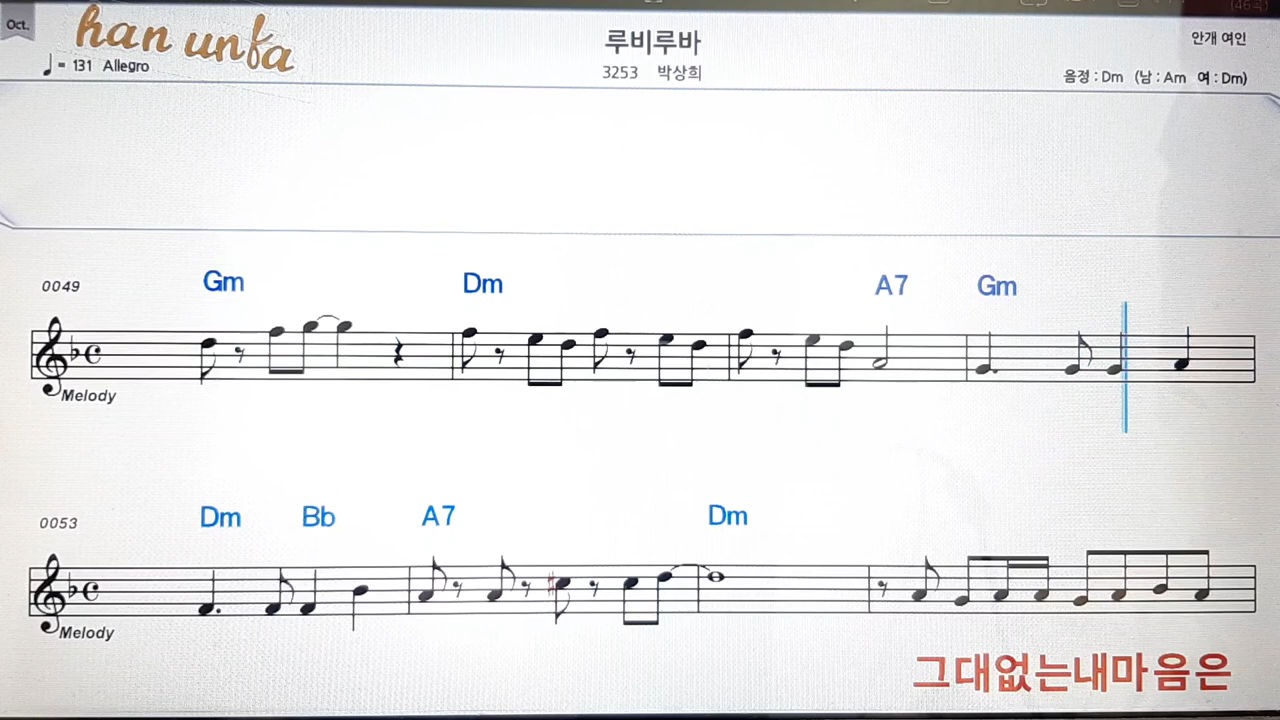 Oct.
han unfa
루비루바
안개 여인
♩= 131 Allegro
3253 박상희
음정 : Dm (남 : Am 여 : Dm)
0049 Gm Dm A7 Gm
Melody
0053 Dm Bb A7 Dm
Melody
그대없는내마음은